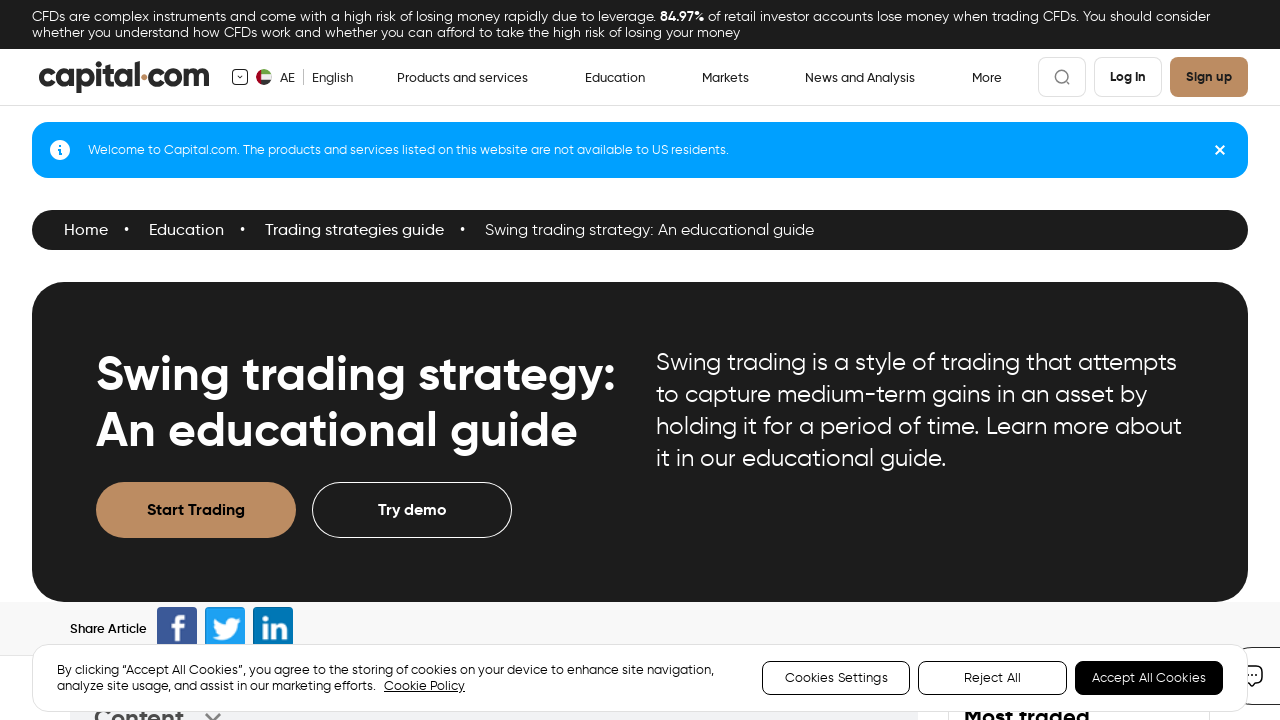 CFDs are complex instruments and come with a high risk of losing money rapidly due to leverage. 84.97% of retail investor accounts lose money when trading CFDs. You should consider
whether you understand how CFDs work and whether you can afford to take the high risk of losing your money
capital.com
AE
English
Products and services
Education
Markets
News and Analysis
More
Log In
Sign up
Welcome to Capital.com. The products and services listed on this website are not available to US residents.
Home • Education • Trading strategies guide • Swing trading strategy: An educational guide
Swing trading strategy:
An educational guide
Swing trading is a style of trading that attempts
to capture medium-term gains in an asset by
holding it for a period of time. Learn more about
it in our educational guide.
Start Trading
Try demo
Share Article
By clicking “Accept All Cookies”, you agree to the storing of cookies on your device to enhance site navigation,
analyze site usage, and assist in our marketing efforts. Cookie Policy
Cookies Settings
Reject All
Accept All Cookies
Content
Most traded